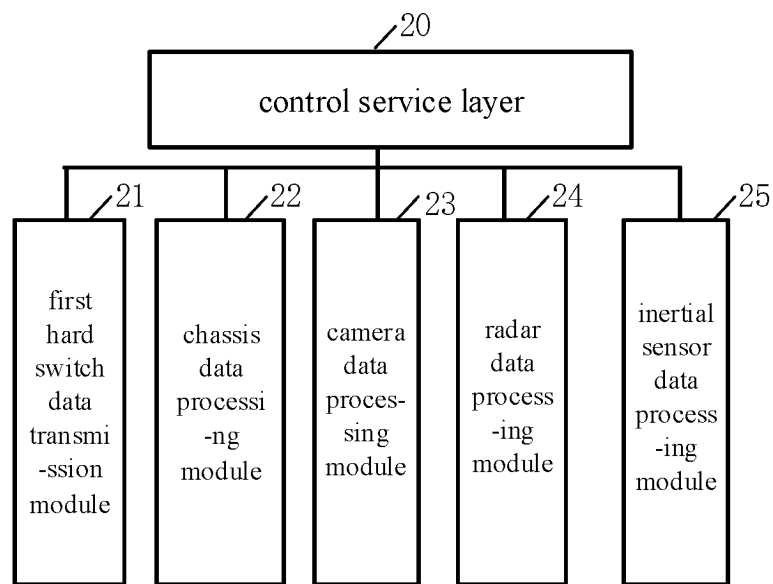 20
control service layer
21
22
23
24
25
first
hard
switch
data
transmi
-ssion
module
chassis
data
processi
-ng
module
camera
data
proces-
sing
module
radar
data
process
-ing
module
inertial
sensor
data
process
-ing
module